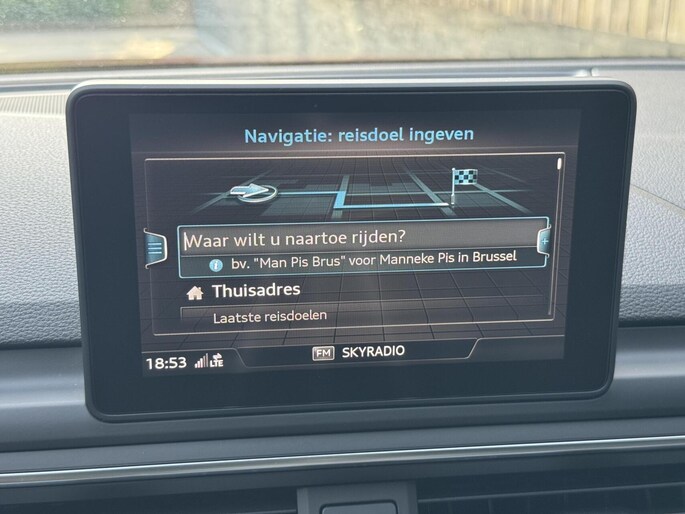 Navigatie: reisdoel ingeven
Waar wilt u naartoe rijden?
bv. "Man Pis Brus" voor Manneke Pis in Brussel
Thuisadres
Laatste reisdoelen
18:53 LTE
FM SKYRADIO